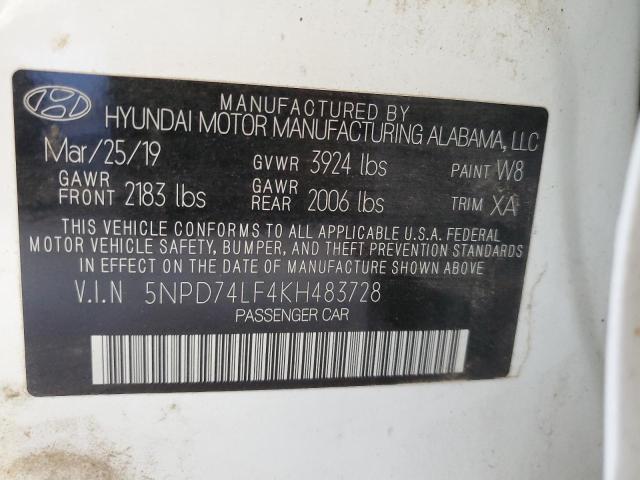 MANUFACTURED BY
HYUNDAI MOTOR MANUFACTURING ALABAMA, LLC
Mar/25/19 GVWR 3924 lbs PAINT W8
GAWR FRONT 2183 lbs GAWR REAR 2006 lbs TRIM XA
THIS VEHICLE CONFORMS TO ALL APPLICABLE U.S.A. FEDERAL
MOTOR VEHICLE SAFETY, BUMPER, AND THEFT PREVENTION STANDARDS
IN EFFECT ON THE DATE OF MANUFACTURE SHOWN ABOVE.
V.I.N 5NPD74LF4KH483728
PASSENGER CAR